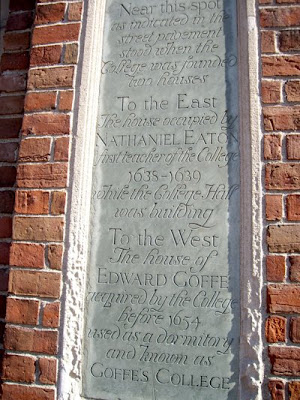 Near this spot
as indicated in the
street pavement
stood when the
College was founded
two houses
To the East
The house occupied by
NATHANIEL EATON
first teacher of the College
1638-1639
while the College Hall
was building
To the West
The house of
EDWARD GOFFE
acquired by the College
before 1654
used as a dormitory
and known as
GOFFE'S COLLEGE